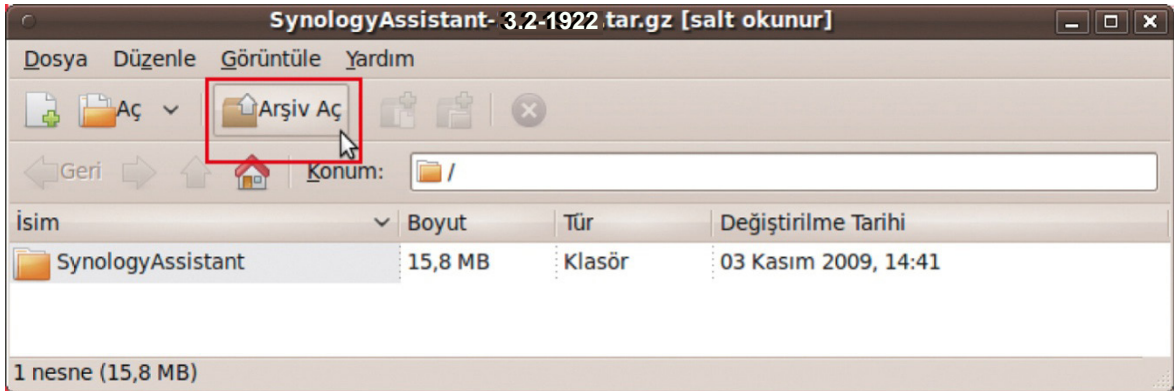 SynologyAssistant- 3.2-1922.tar.gz [salt okunur]
Dosya Düzenle Görüntüle Yardım
Aç Arşiv Aç
Geri Konum: /
İsim Boyut Tür Değiştirilme Tarihi
SynologyAssistant 15,8 MB Klasör 03 Kasım 2009, 14:41
1 nesne (15,8 MB)